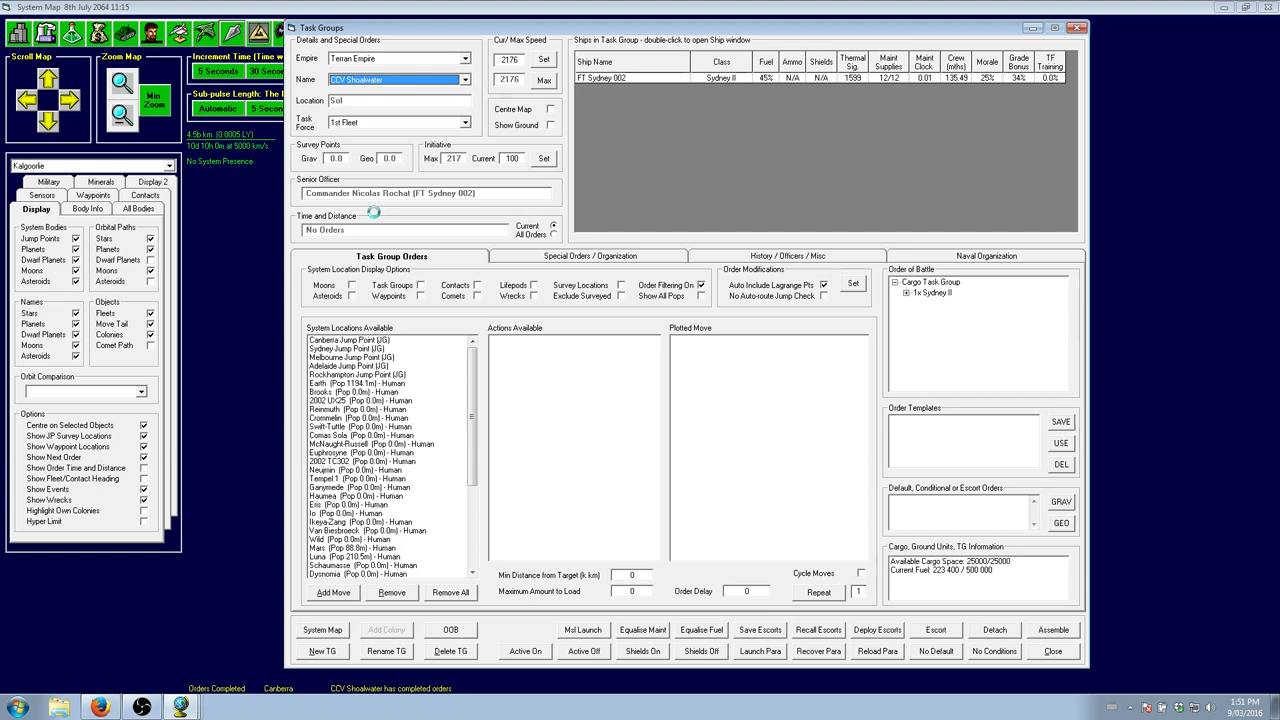 System Map   8th July 2064 11:15
Scroll Map
Zoom Map
Min
Zoom
Increment Time (Time w
5 Seconds
30 Secon
Sub-pulse Length: The l
Automatic
5 Secon
4.5b km  (0.0005 LY)
10d 10h 0m at 5000 km/s
No System Presence
Kalgoorlie
Military
Minerals
Display 2
Sensors
Waypoints
Contacts
Display
Body Info
All Bodies
System Bodies
Jump Points
Planets
Dwarf Planets
Moons
Asteroids
Orbital Paths
Stars
Planets
Dwarf Planets
Moons
Asteroids
Names
Stars
Planets
Dwarf Planets
Moons
Asteroids
Objects
Fleets
Move Tail
Colonies
Comet Path
Orbit Comparison
Options
Centre on Selected Objects
Show JP Survey Locations
Show Waypoint Locations
Show Next Order
Show Order Time and Distance
Show Fleet/Contact Heading
Show Events
Show Wrecks
Highlight Own Colonies
Hyper Limit
Task Groups
Details and Special Orders
Empire
Terran Empire
Name
CCV Shoalwater
Location
Sol
Task
Force
1st Fleet
Cur/ Max Speed
2176
Set
2176
Max
Centre Map
Show Ground
Survey Points
Grav
0.0
Geo
0.0
Initiative
Max
217
Current
100
Set
Senior Officer
Commander Nicolas Rochat (FT Sydney 002)
Time and Distance
No Orders
Current
All Orders
Ships in Task Group - double-click to open Ship window
Ship Name
Class
Fuel
Ammo
Shields
Thermal
Sig.
Maint
Supplies
Maint
Clock
Crew
(mths)
Morale
Grade
Bonus
TF
Training
FT Sydney 002
Sydney II
45%
N/A
N/A
1599
12/12
0.01
135.49
25%
34%
0.0%
Task Group Orders
Special Orders / Organization
History / Officers / Misc
Naval Organization
System Location Display Options
Moons
Task Groups
Contacts
Lifepods
Survey Locations
Order Filtering On
Asteroids
Waypoints
Comets
Wrecks
Exclude Surveyed
Show All Pops
Order Modifications
Auto Include Lagrange Pts
No Auto-route Jump Check
Set
Order of Battle
Cargo Task Group
1x Sydney II
System Locations Available
Canberra Jump Point (JG)
Sydney Jump Point (JG)
Melbourne Jump Point (JG)
Adelaide Jump Point (JG)
Rockhampton Jump Point (JG)
Earth  (Pop 1194.1m) - Human
Brooks  (Pop 0.0m) - Human
2002 UX25  (Pop 0.0m) - Human
Reinmuth  (Pop 0.0m) - Human
Crommelin  (Pop 0.0m) - Human
Swift-Tuttle  (Pop 0.0m) - Human
Comas Sola  (Pop 0.0m) - Human
McNaught-Russell  (Pop 0.0m) - Human
Euphrosyne  (Pop 0.0m) - Human
2002 TC302  (Pop 0.0m) - Human
Neujmin  (Pop 0.0m) - Human
Tempel 1  (Pop 0.0m) - Human
Ganymede  (Pop 0.0m) - Human
Haumea  (Pop 0.0m) - Human
Eris  (Pop 0.0m) - Human
Io  (Pop 0.0m) - Human
Ikeya-Zang  (Pop 0.0m) - Human
Van Biesbroeck  (Pop 0.0m) - Human
Wild  (Pop 0.0m) - Human
Mars  (Pop 88.8m) - Human
Luna  (Pop 210.5m) - Human
Schaumasse  (Pop 0.0m) - Human
Dysnomia  (Pop 0.0m) - Human
Actions Available
Plotted Move
Order Templates
SAVE
USE
DEL
Default, Conditional or Escort Orders
GRAV
GEO
Cargo, Ground Units, TG Information
Available Cargo Space: 25000/25000
Current Fuel: 223 400 / 500 000
Min Distance from Target (k km)
0
Cycle Moves
Maximum Amount to Load
0
Order Delay
0
Repeat
1
Add Move
Remove
Remove All
System Map
Add Colony
OOB
Msl Launch
Equalise Maint
Equalise Fuel
Save Escorts
Recall Escorts
Deploy Escorts
Escort
Detach
Assemble
New TG
Rename TG
Delete TG
Active On
Active Off
Shields On
Shields Off
Launch Para
Recover Para
Reload Para
No Default
No Conditions
Close
Orders Completed
Canberra
CCV Shoalwater has completed orders
1:51 PM
9/03/2016